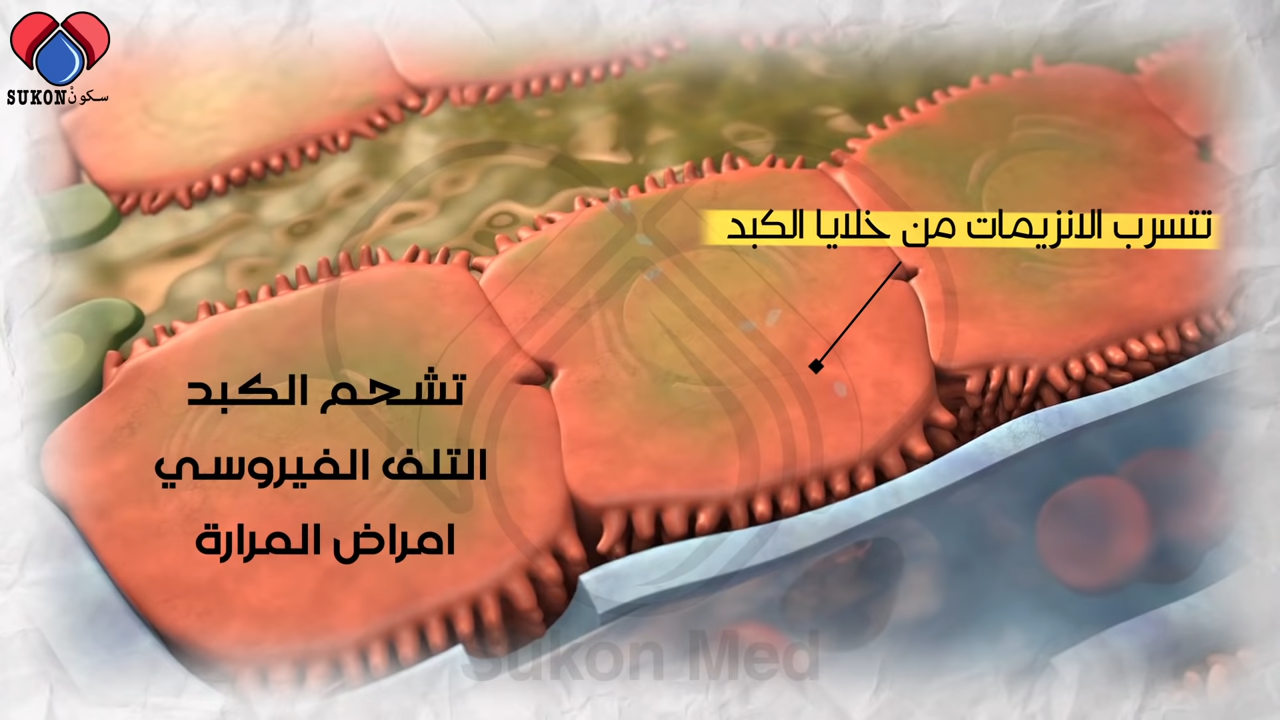 SUKON سكون
تتسرب الانزيمات من خلايا الكبد
تشحم الكبد
التلف الفيروسي
امراض المرارة
Sukon Med